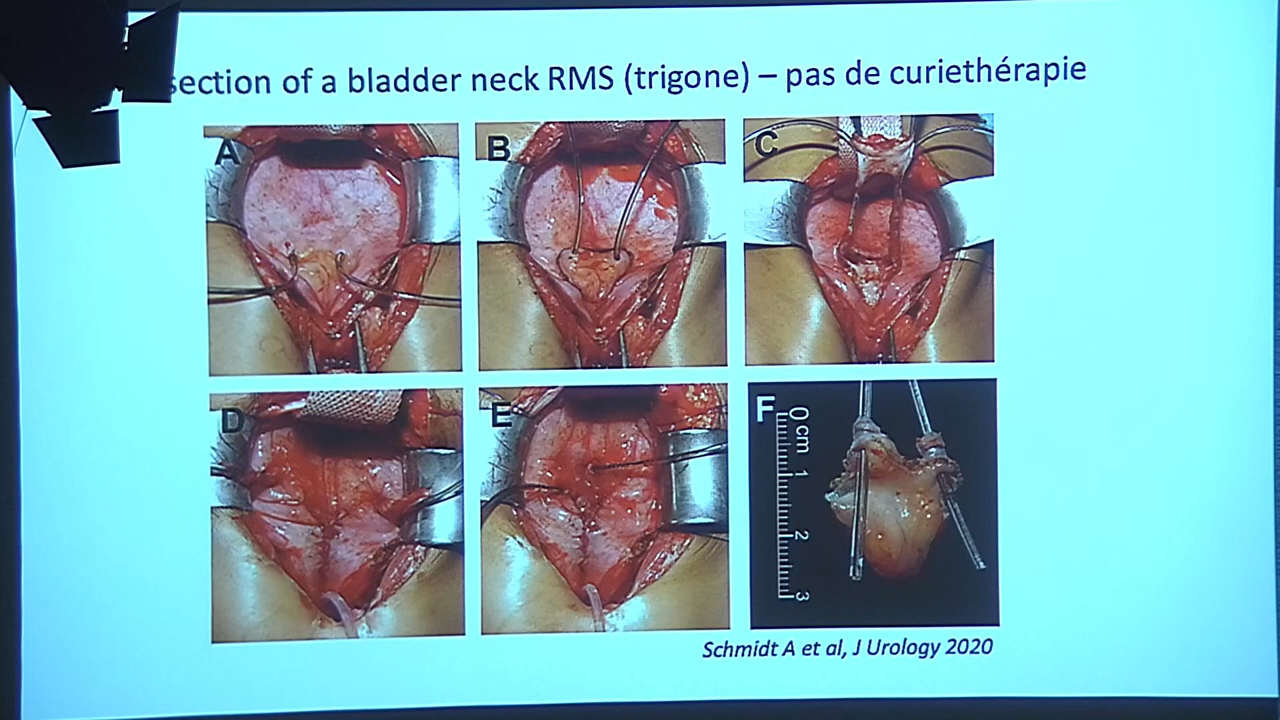 section of a bladder neck RMS (trigone) – pas de curiethérapie
A
B
C
D
E
F
0 cm
1
2
3
Schmidt A et al, J Urology 2020